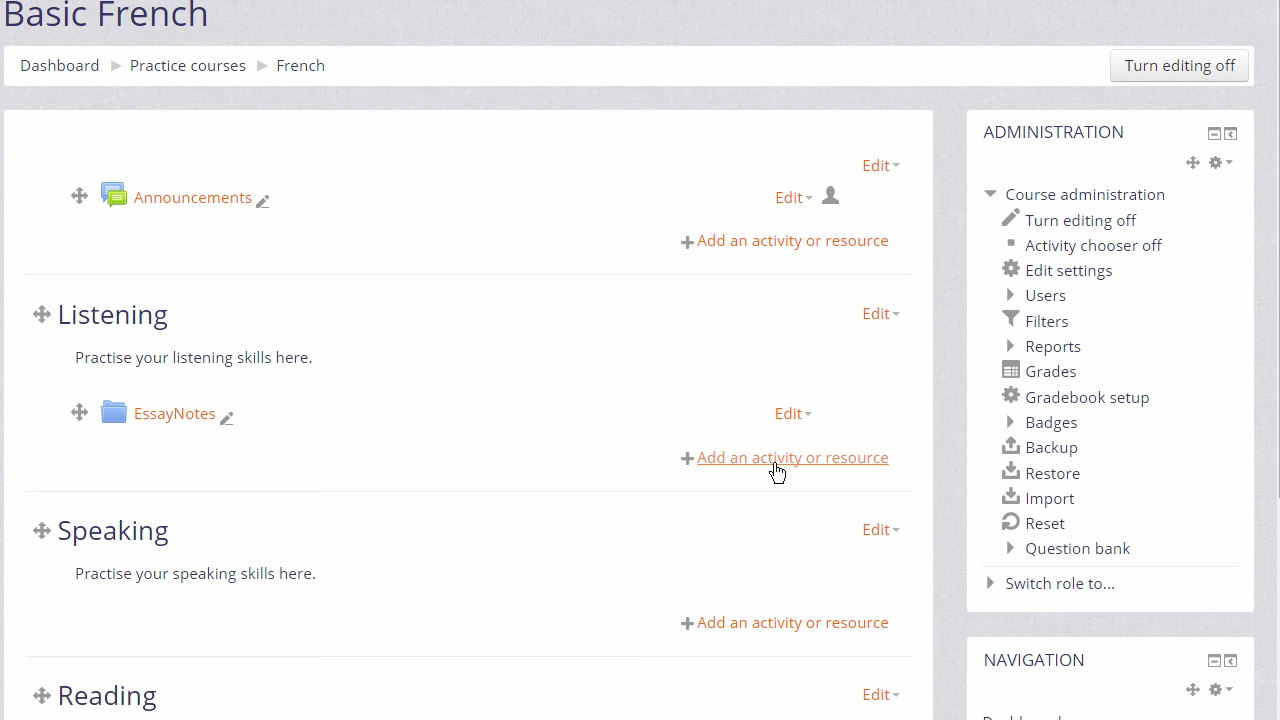 Basic French
Dashboard Practice courses French Turn editing off
Edit
Announcements Edit
Add an activity or resource
Listening Edit
Practise your listening skills here.
EssayNotes Edit
Add an activity or resource
Speaking Edit
Practise your speaking skills here.
Add an activity or resource
Reading Edit
ADMINISTRATION
Course administration
Turn editing off
Activity chooser off
Edit settings
Users
Filters
Reports
Grades
Gradebook setup
Badges
Backup
Restore
Import
Reset
Question bank
Switch role to...
NAVIGATION